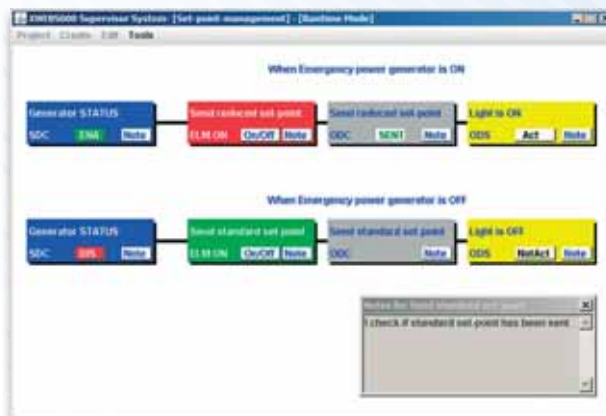 XWEB5000 Supervisor System- [Set-point-management] - [Runtime Mode]
Project Create Edit Tools
When Emergency power generator is ON
Generator STATUS
SDC ENA Note
Send reduced set-point
ELM ON On/Off Note
Send reduced set-point
ODC SENT Note
Light is ON
ODS Act Note
When Emergency power generator is OFF
Generator STATUS
SDC DIS Note
Send standard set point
ELM ON On/Off Note
Send standard set point
ODC Note
Light is OFF
ODS NotAct Note
Notes for Send standard set point
I check if standard set-point has been sent